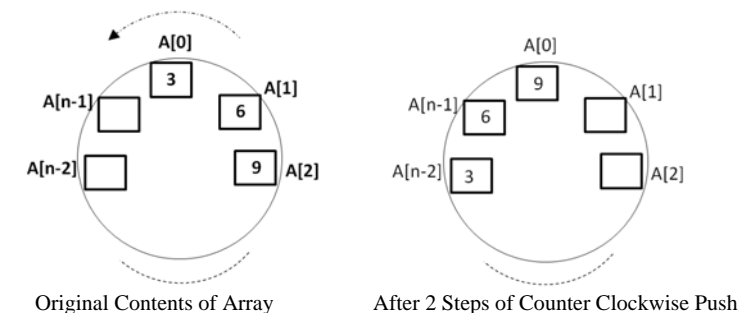 A[0]
3
A[n-1]
A[1]
6
A[n-2]
9
A[2]
Original Contents of Array
A[0]
9
A[n-1]
A[1]
6
A[n-2]
3
A[2]
After 2 Steps of Counter Clockwise Push